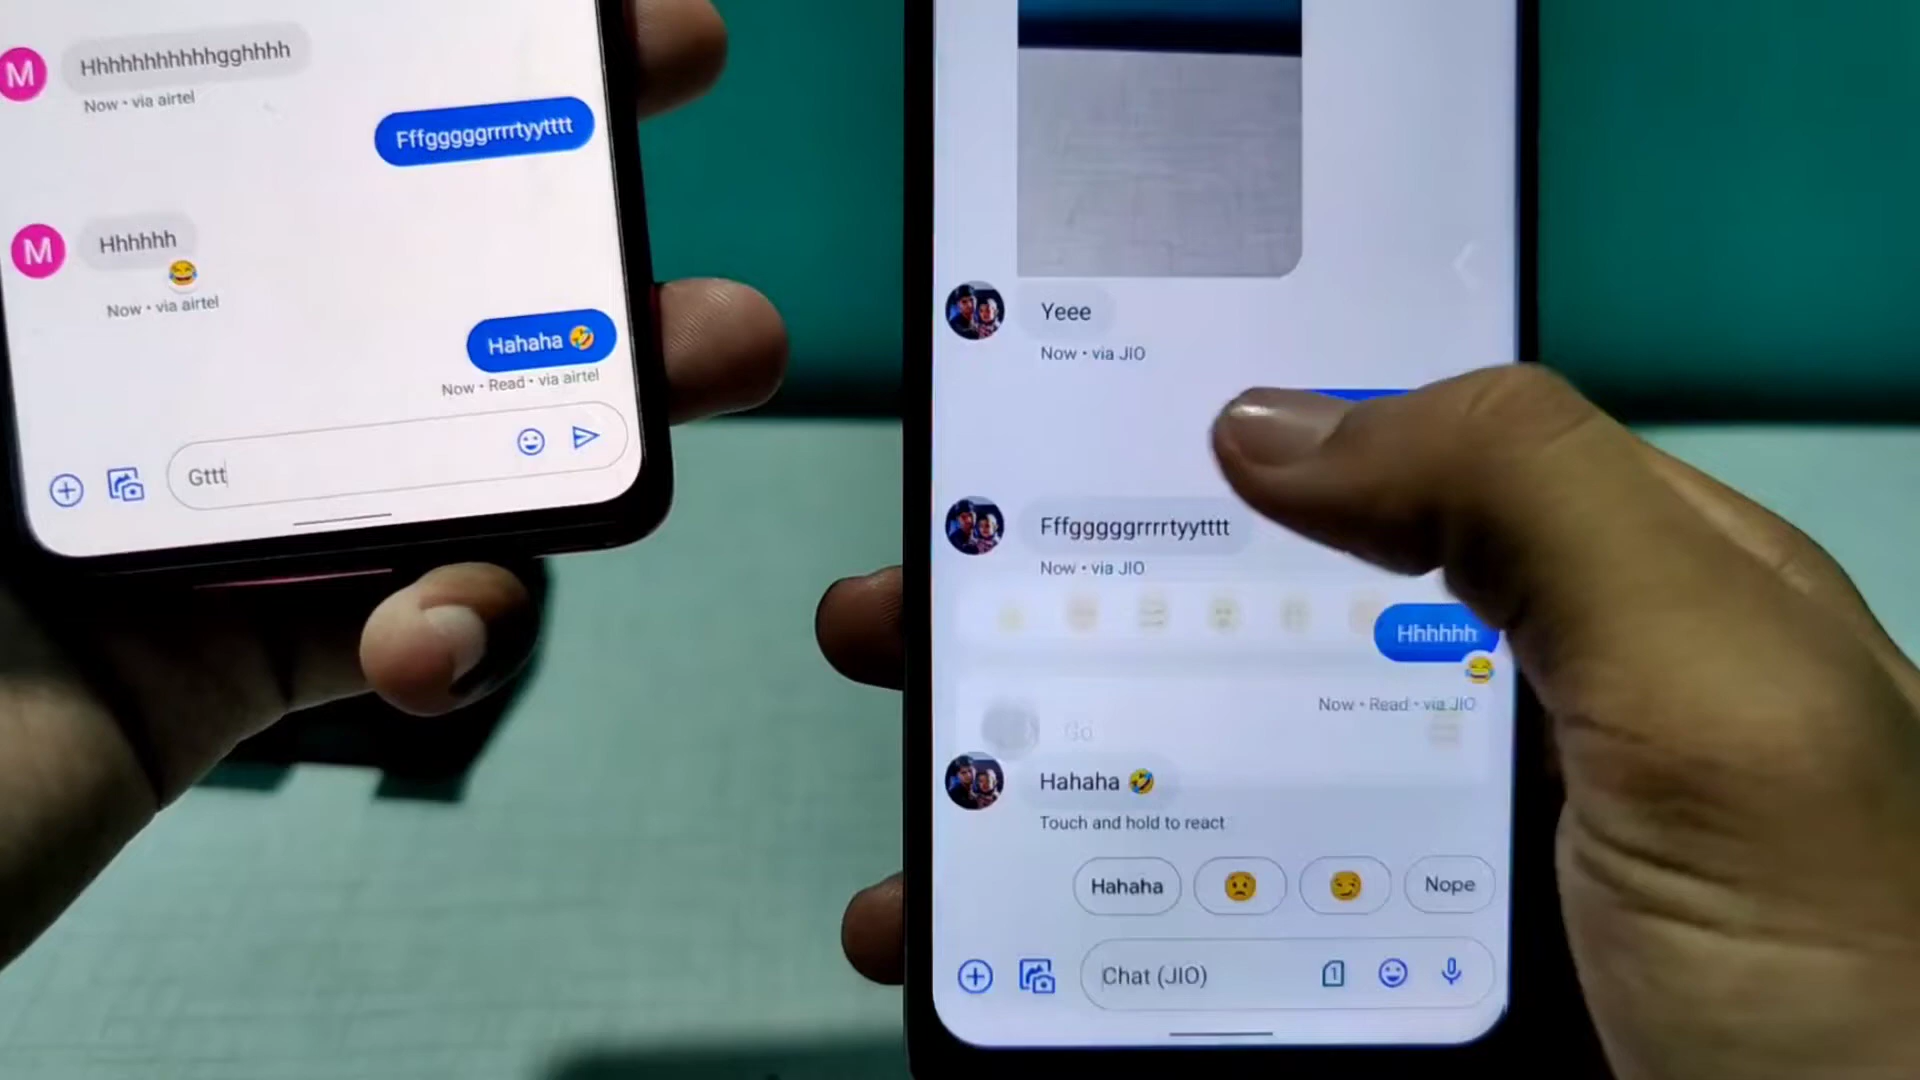 M
Hhhhhhhhhhhgghhhh
Now • via airtel
Fffgggggrrrrtyytttt
M
Hhhhhh
😂
Now • via airtel
Hahaha 🤣
Now • Read • via airtel
Gttt
Yeee
Now • via JIO
Fffgggggrrrrtyytttt
Now • via JIO
Hhhhhh
😂
Now • Read • via JIO
Hahaha 🤣
Touch and hold to react
Hahaha 😟 😏 Nope
Chat (JIO) 1